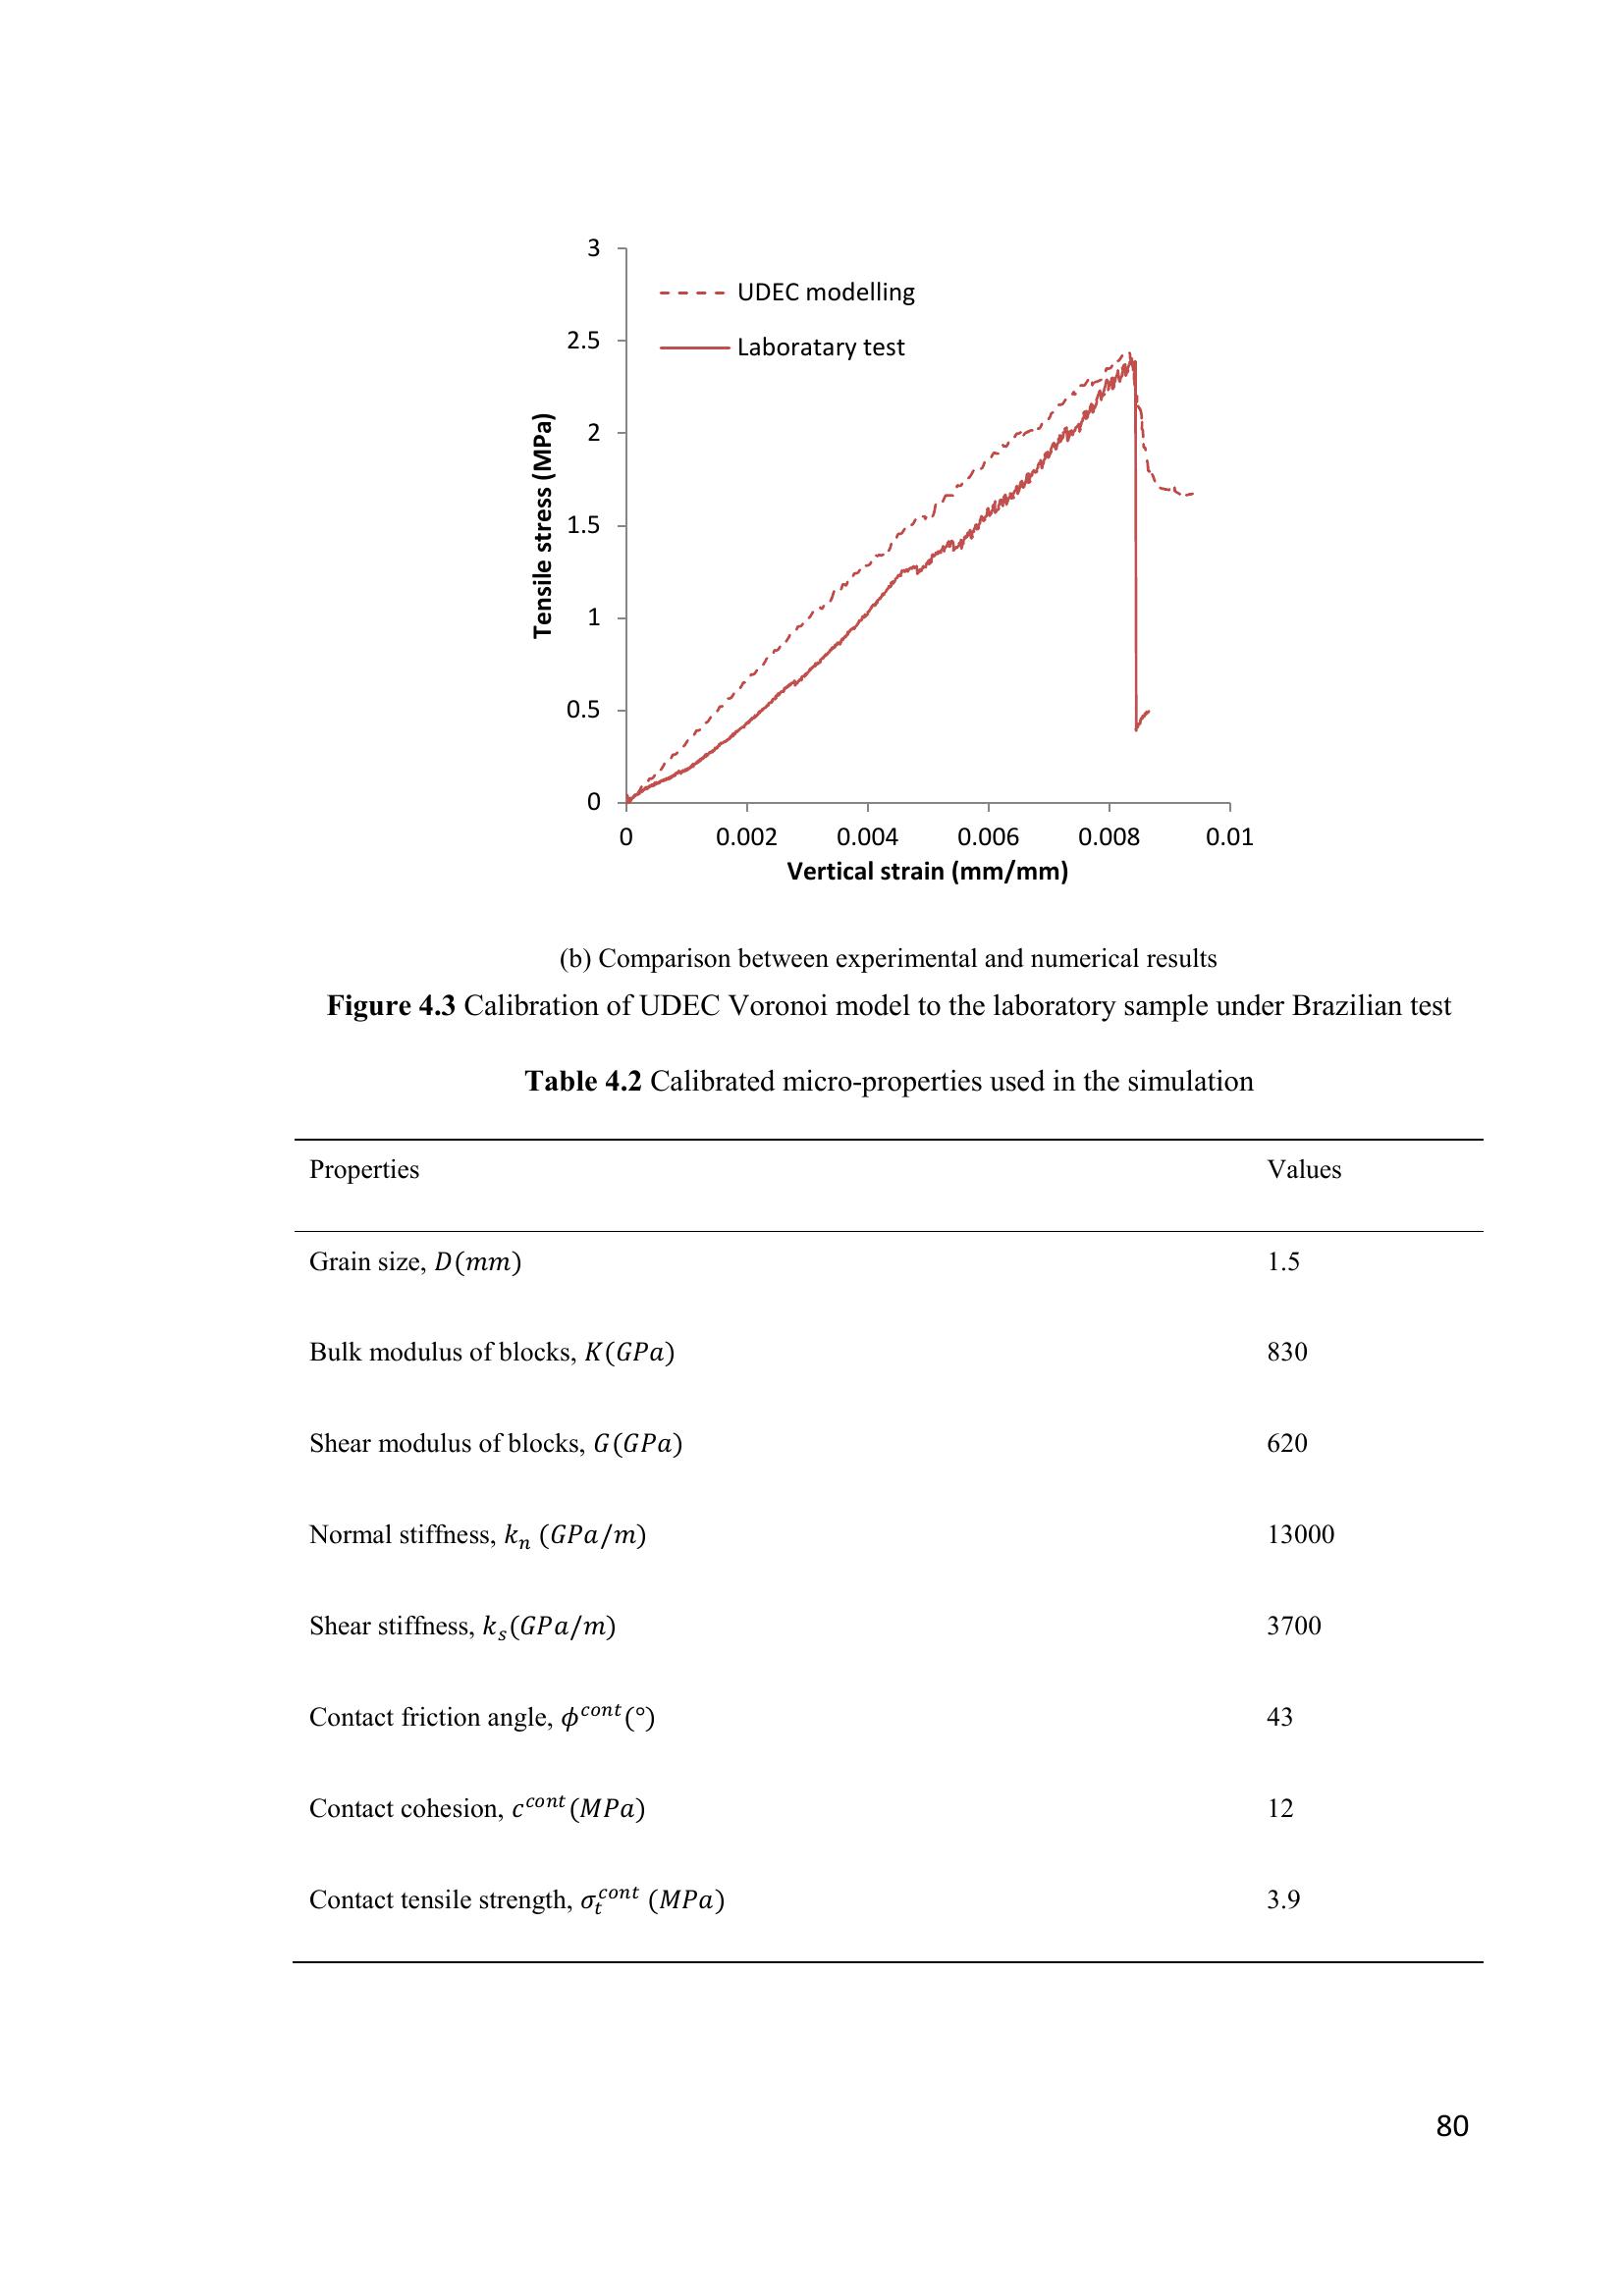 3
2.5
2
1.5
1
0.5
0
UDEC modelling
Laboratary test
Tensile stress (MPa)
0 0.002 0.004 0.006 0.008 0.01
Vertical strain (mm/mm)
(b) Comparison between experimental and numerical results
Figure 4.3 Calibration of UDEC Voronoi model to the laboratory sample under Brazilian test
Table 4.2 Calibrated micro-properties used in the simulation
Properties Values
Grain size, D(mm) 1.5
Bulk modulus of blocks, K(GPa) 830
Shear modulus of blocks, G(GPa) 620
Normal stiffness, kₙ (GPa/m) 13000
Shear stiffness, kₛ(GPa/m) 3700
Contact friction angle, ϕ^cont(°) 43
Contact cohesion, c^cont(MPa) 12
Contact tensile strength, σ_t^cont (MPa) 3.9
80